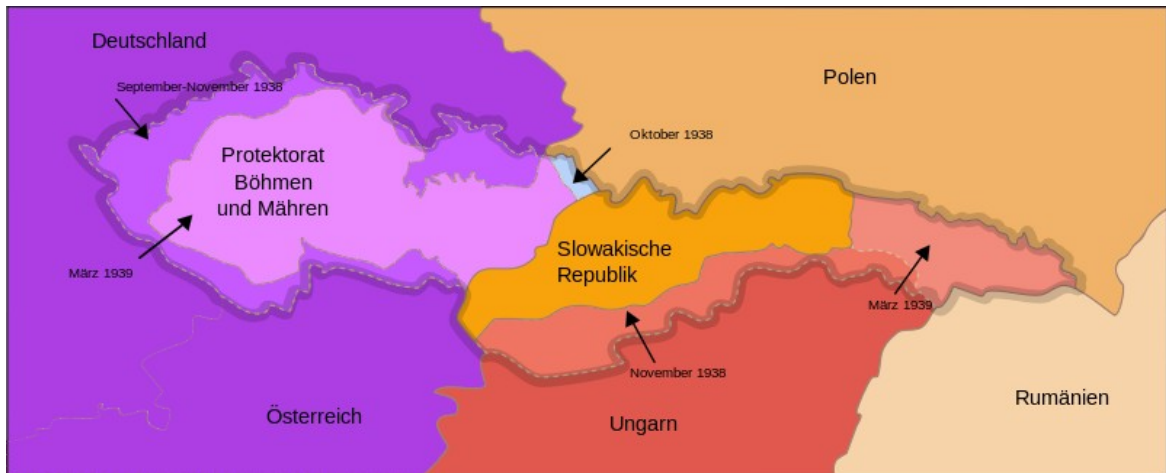 Deutschland
September-November 1938
Polen
Oktober 1938
Protektorat
Böhmen
und Mähren
Slowakische
Republik
März 1939
März 1939
November 1938
Österreich
Ungarn
Rumänien